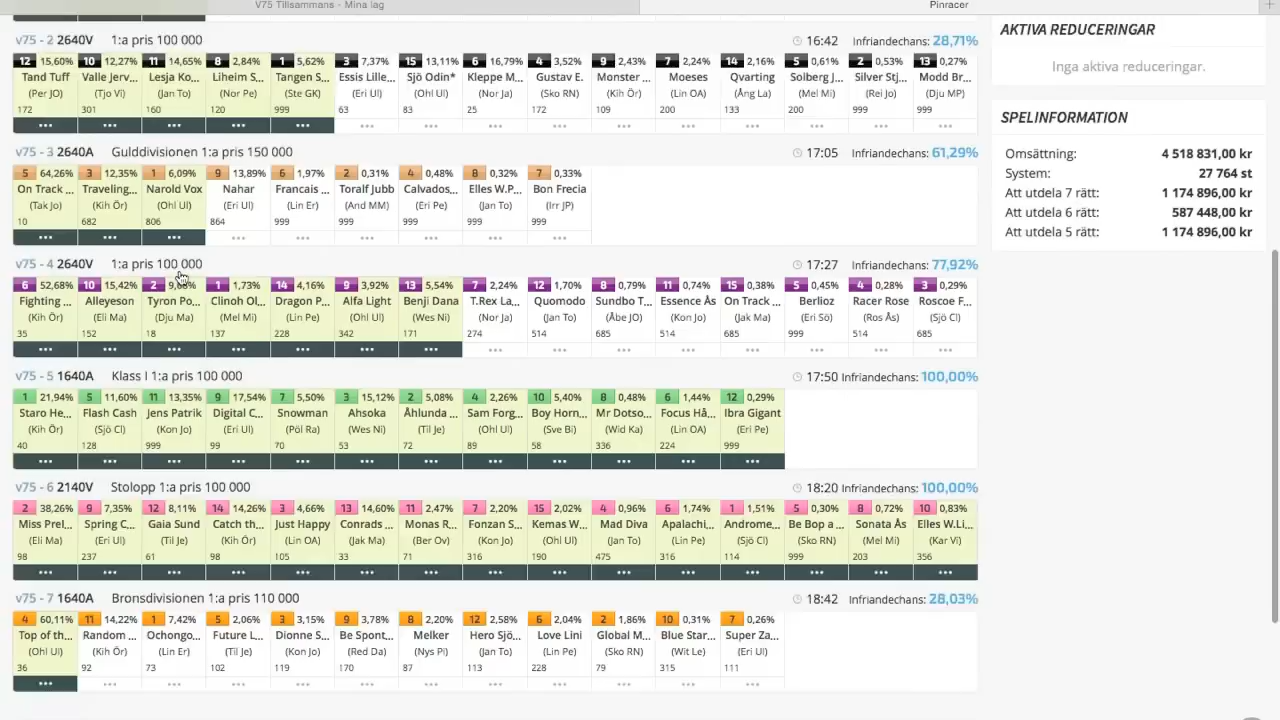 V75 Tillsammans - Mina lag
Pinracer
v75 - 2 2640V 1:a pris 100 000 16:42 Infriandechans: 28,71%
12 15,60% 10 12,27% 11 14,65% 8 2,84% 1 5,62% 3 7,37% 15 13,11% 6 16,79% 4 3,52% 9 2,43% 7 2,24% 14 2,16% 5 0,61% 2 0,53% 13 0,27%
Tand Tuff Valle Jerv... Lesja Ko... Liheim S... Tangen S... Essis Lille... Sjö Odin* Kleppe M... Gustav E. Monster ... Moeses Qvarting Solberg J... Silver Stj... Modd Br...
(Per JO) (Tjo Vi) (Jan To) (Nor Pe) (Ste GK) (Eri Ul) (Ohl Ul) (Nor Ja) (Sko RN) (Kih Ör) (Lin OA) (Ång La) (Mel Mi) (Rei Jo) (Dju MP)
172 301 160 120 999 63 83 25 172 109 200 133 200 999 999
v75 - 3 2640A Gulddivisionen 1:a pris 150 000 17:05 Infriandechans: 61,29%
5 64,26% 3 12,35% 1 6,09% 9 13,89% 6 1,97% 2 0,31% 4 0,48% 8 0,32% 7 0,33%
On Track ... Traveling... Narold Vox Nahar Francais ... Toralf Jubb Calvados,... Elles W.P... Bon Frecia
(Tak Jo) (Kih Ör) (Ohl Ul) (Eri Ul) (Lin Er) (And MM) (Eri Pe) (Jan To) (Irr JP)
10 682 806 864 999 999 999 999 999
v75 - 4 2640V 1:a pris 100 000 17:27 Infriandechans: 77,92%
6 52,68% 10 15,42% 2 1 1,73% 14 4,16% 9 3,92% 13 5,54% 7 2,24% 12 1,70% 8 0,79% 11 0,74% 15 0,38% 5 0,45% 4 0,28% 3 0,29%
Fighting ... Alleyeson Tyron Po... Clinoh Ol... Dragon P... Alfa Light Benji Dana T.Rex La... Quomodo Sundbo T... Essence Ås On Track ... Berlioz Racer Rose Roscoe F...
(Kih Ör) (Eli Ma) (Dju Ma) (Mel Mi) (Lin Pe) (Ohl Ul) (Wes Ni) (Nor Ja) (Jan To) (Åbe JO) (Kon Jo) (Jak Ma) (Eri Sö) (Ros Ås) (Sjö Cl)
35 152 18 137 228 342 171 274 514 685 514 685 999 514 685
v75 - 5 1640A Klass I 1:a pris 100 000 17:50 Infriandechans: 100,00%
1 21,94% 5 11,60% 11 13,35% 9 17,54% 7 5,50% 3 15,12% 2 5,08% 4 2,26% 10 5,40% 8 0,48% 6 1,44% 12 0,29%
Staro He... Flash Cash Jens Patrik Digital C... Snowman Ahsoka Åhlunda ... Sam Forg... Boy Horn... Mr Dotso... Focus Hå... Ibra Gigant
(Kih Ör) (Sjö Cl) (Kon Jo) (Eri Ul) (Pöl Ra) (Wes Ni) (Til Je) (Ohl Ul) (Sve Bi) (Wid Ka) (Lin OA) (Eri Pe)
40 128 999 99 70 53 72 89 58 336 224 999
v75 - 6 2140V Stolopp 1:a pris 100 000 18:20 Infriandechans: 100,00%
2 38,26% 9 7,35% 12 8,11% 14 14,26% 3 4,66% 13 14,60% 11 2,47% 7 2,20% 15 2,02% 4 0,96% 6 1,74% 1 1,51% 5 0,30% 8 0,72% 10 0,83%
Miss Prel... Spring C... Gaia Sund Catch th... Just Happy Conrads ... Monas R... Fonzan S... Kemas W... Mad Diva Apalachi... Androme... Be Bop a ... Sonata Ås Elles W.Li...
(Eli Ma) (Eri Ul) (Til Je) (Kih Ör) (Lin OA) (Jak Ma) (Ber Ov) (Kon Jo) (Ohl Ul) (Jan To) (Lin Pe) (Sjö Cl) (Sko RN) (Mel Mi) (Kar Vi)
98 237 61 98 105 33 71 316 190 475 316 114 999 203 356
v75 - 7 1640A Bronsdivisionen 1:a pris 110 000 18:42 Infriandechans: 28,03%
4 60,11% 11 14,22% 1 7,42% 5 2,06% 3 3,15% 9 3,78% 8 2,20% 12 2,58% 6 2,04% 2 1,86% 10 0,31% 7 0,26%
Top of th... Random ... Ochongo... Future L... Dionne S... Be Spont... Melker Hero Sjö... Love Lini Global M... Blue Star... Super Za...
(Ohl Ul) (Kih Ör) (Lin Er) (Til Je) (Kon Jo) (Red Da) (Nys Pi) (Jan To) (Lin Pe) (Sko RN) (Wit Le) (Eri Ul)
36 92 73 102 119 170 87 113 228 79 315 111
AKTIVA REDUCERINGAR
Inga aktiva reduceringar.
SPELINFORMATION
Omsättning: 4 518 831,00 kr
System: 27 764 st
Att utdela 7 rätt: 1 174 896,00 kr
Att utdela 6 rätt: 587 448,00 kr
Att utdela 5 rätt: 1 174 896,00 kr